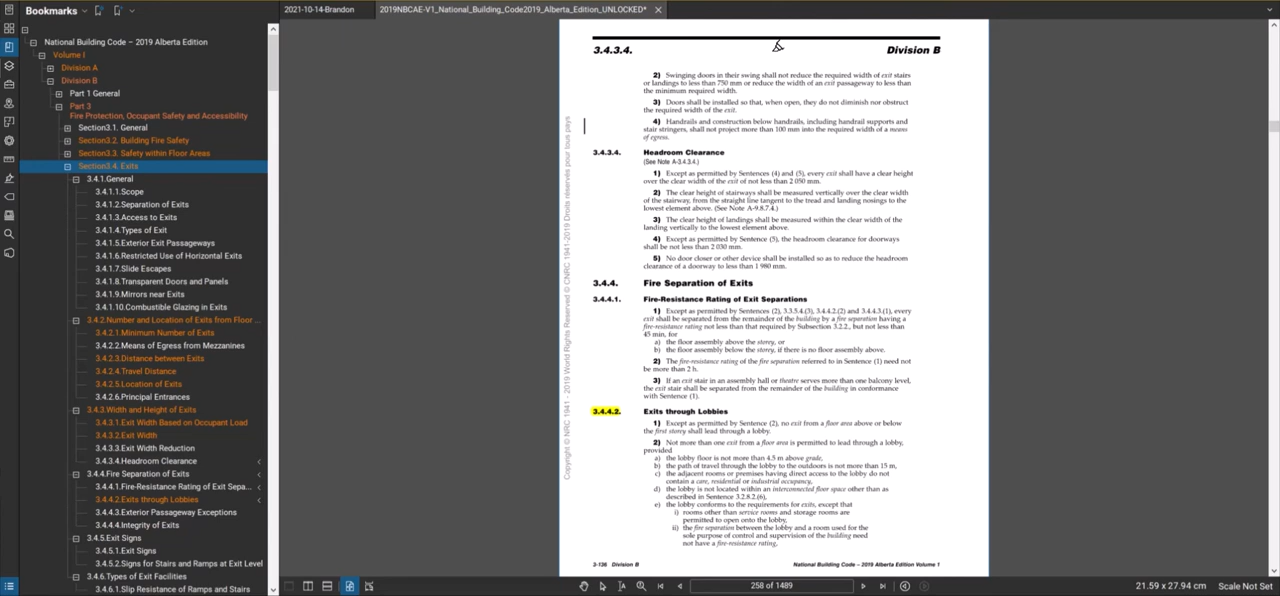 Bookmarks
2021-10-14-Brandon
2019NBCAE-V1_National_Building_Code2019_Alberta_Edition_UNLOCKED*
National Building Code – 2019 Alberta Edition
Volume I
Division A
Division B
Part 1 General
Part 3
Fire Protection, Occupant Safety and Accessibility
Section3.1. General
Section3.2. Building Fire Safety
Section3.3. Safety within Floor Areas
Section3.4. Exits
3.4.1.General
3.4.1.1.Scope
3.4.1.2.Separation of Exits
3.4.1.3.Access to Exits
3.4.1.4.Types of Exit
3.4.1.5.Exterior Exit Passageways
3.4.1.6.Restricted Use of Horizontal Exits
3.4.1.7.Slide Escapes
3.4.1.8.Transparent Doors and Panels
3.4.1.9.Mirrors near Exits
3.4.1.10.Combustible Glazing in Exits
3.4.2.Number and Location of Exits from Floor ...
3.4.2.1.Minimum Number of Exits
3.4.2.2.Means of Egress from Mezzanines
3.4.2.3.Distance between Exits
3.4.2.4.Travel Distance
3.4.2.5.Location of Exits
3.4.2.6.Principal Entrances
3.4.3.Width and Height of Exits
3.4.3.1.Exit Width Based on Occupant Load
3.4.3.2.Exit Width
3.4.3.3.Exit Width Reduction
3.4.3.4.Headroom Clearance
3.4.4.Fire Separation of Exits
3.4.4.1.Fire-Resistance Rating of Exit Sepa...
3.4.4.2.Exits through Lobbies
3.4.4.3.Exterior Passageway Exceptions
3.4.4.4.Integrity of Exits
3.4.5.Exit Signs
3.4.5.1.Exit Signs
3.4.5.2.Signs for Stairs and Ramps at Exit Level
3.4.6.Types of Exit Facilities
3.4.6.1.Slip Resistance of Ramps and Stairs
3.4.3.4. Division B
2) Swinging doors in their swing shall not reduce the required width of exit stairs
or landings to less than 750 mm or reduce the width of an exit passageway to less than
the minimum required width.
3) Doors shall be installed so that, when open, they do not diminish nor obstruct
the required width of the exit.
4) Handrails and construction below handrails, including handrail supports and
stair stringers, shall not project more than 100 mm into the required width of a means
of egress.
3.4.3.4. Headroom Clearance
(See Note A-3.4.3.4.)
1) Except as permitted by Sentences (4) and (5), every exit shall have a clear height
over the clear width of the exit of not less than 2 050 mm.
2) The clear height of stairways shall be measured vertically over the clear width
of the stairway, from the straight line tangent to the tread and landing nosings to the
lowest element above. (See Note A-9.8.7.4.)
3) The clear height of landings shall be measured within the clear width of the
landing vertically to the lowest element above.
4) Except as permitted by Sentence (5), the headroom clearance for doorways
shall be not less than 2 030 mm.
5) No door closer or other device shall be installed so as to reduce the headroom
clearance of a doorway to less than 1 980 mm.
3.4.4. Fire Separation of Exits
3.4.4.1. Fire-Resistance Rating of Exit Separations
1) Except as permitted by Sentences (2), 3.3.5.4.(3), 3.4.4.2.(2) and 3.4.4.3.(1), every
exit shall be separated from the remainder of the building by a fire separation having a
fire-resistance rating not less than that required by Subsection 3.2.2., but not less than
45 min, for
a) the floor assembly above the storey, or
b) the floor assembly below the storey, if there is no floor assembly above.
2) The fire-resistance rating of the fire separation referred to in Sentence (1) need not
be more than 2 h.
3) If an exit stair in an assembly hall or theatre serves more than one balcony level,
the exit stair shall be separated from the remainder of the building in conformance
with Sentence (1).
3.4.4.2. Exits through Lobbies
1) Except as permitted by Sentence (2), no exit from a floor area above or below
the first storey shall lead through a lobby.
2) Not more than one exit from a floor area is permitted to lead through a lobby,
provided
a) the lobby floor is not more than 4.5 m above grade,
b) the path of travel through the lobby to the outdoors is not more than 15 m,
c) the adjacent rooms or premises having direct access to the lobby do not
contain a care, residential or industrial occupancy,
d) the lobby is not located within an interconnected floor space other than as
described in Sentence 3.2.8.2.(6),
e) the lobby conforms to the requirements for exits, except that
i) rooms other than service rooms and storage rooms are
permitted to open onto the lobby,
ii) the fire separation between the lobby and a room used for the
sole purpose of control and supervision of the building need
not have a fire-resistance rating,
3-136 Division B National Building Code – 2019 Alberta Edition Volume 1
Copyright © NRC 1941 - 2019 World Rights Reserved © CNRC 1941-2019 Droits réservés pour tous pays
258 of 1489
21.59 x 27.94 cm
Scale Not Set